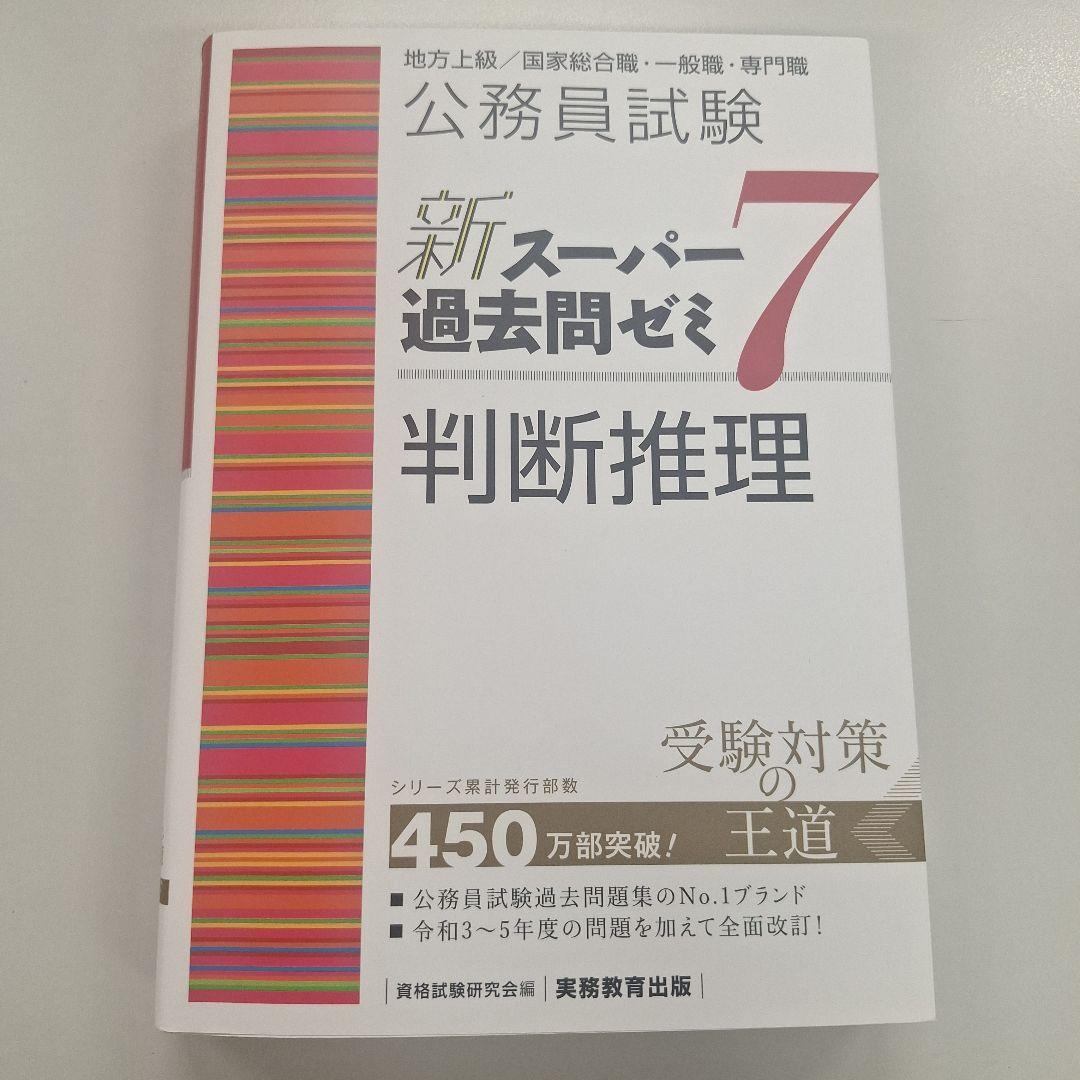 地方上級／国家総合職・一般職・専門職
公務員試験
新スーパー
過去問ゼミ7
判断推理
受験対策
の
王道
シリーズ累計発行部数
450万部突破!
■ 公務員試験過去問題集のNo.1ブランド
■ 令和3～5年度の問題を加えて全面改訂!
資格試験研究会編 実務教育出版